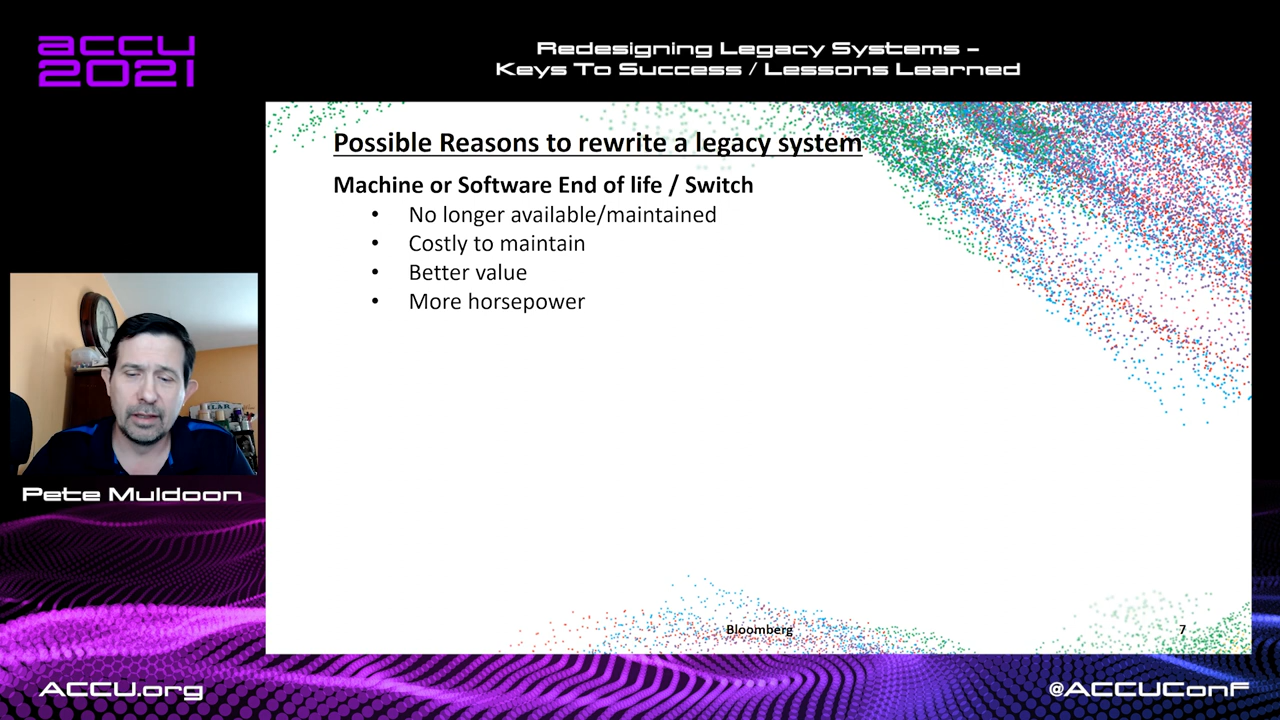 accu
2021
Redesigning Legacy Systems –
Keys To Success / Lessons Learned
Possible Reasons to rewrite a legacy system
Machine or Software End of life / Switch
• No longer available/maintained
• Costly to maintain
• Better value
• More horsepower
Pete Muldoon
Bloomberg
7
ACCU.org
@ACCUConf